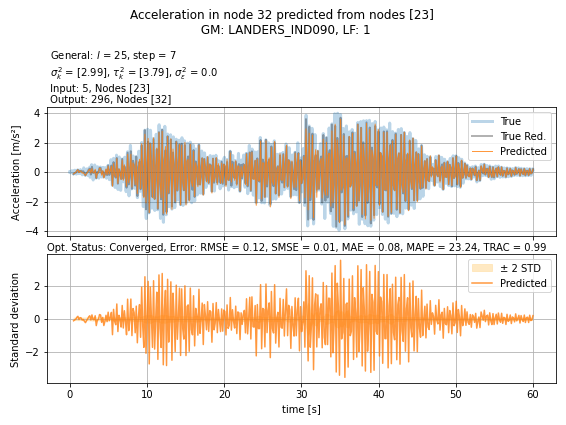 Acceleration in node 32 predicted from nodes [23]
GM: LANDERS_IND090, LF: 1
General: l = 25, step = 7
σ²ₖ = [2.99], τ²ₖ = [3.79], σ²ε = 0.0
Input: 5, Nodes [23]
Output: 296, Nodes [32]
Acceleration [m/s²]
4
2
0
−2
−4
True
True Red.
Predicted
Opt. Status: Converged, Error: RMSE = 0.12, SMSE = 0.01, MAE = 0.08, MAPE = 23.24, TRAC = 0.99
Standard deviation
2
0
−2
± 2 STD
Predicted
0 10 20 30 40 50 60
time [s]